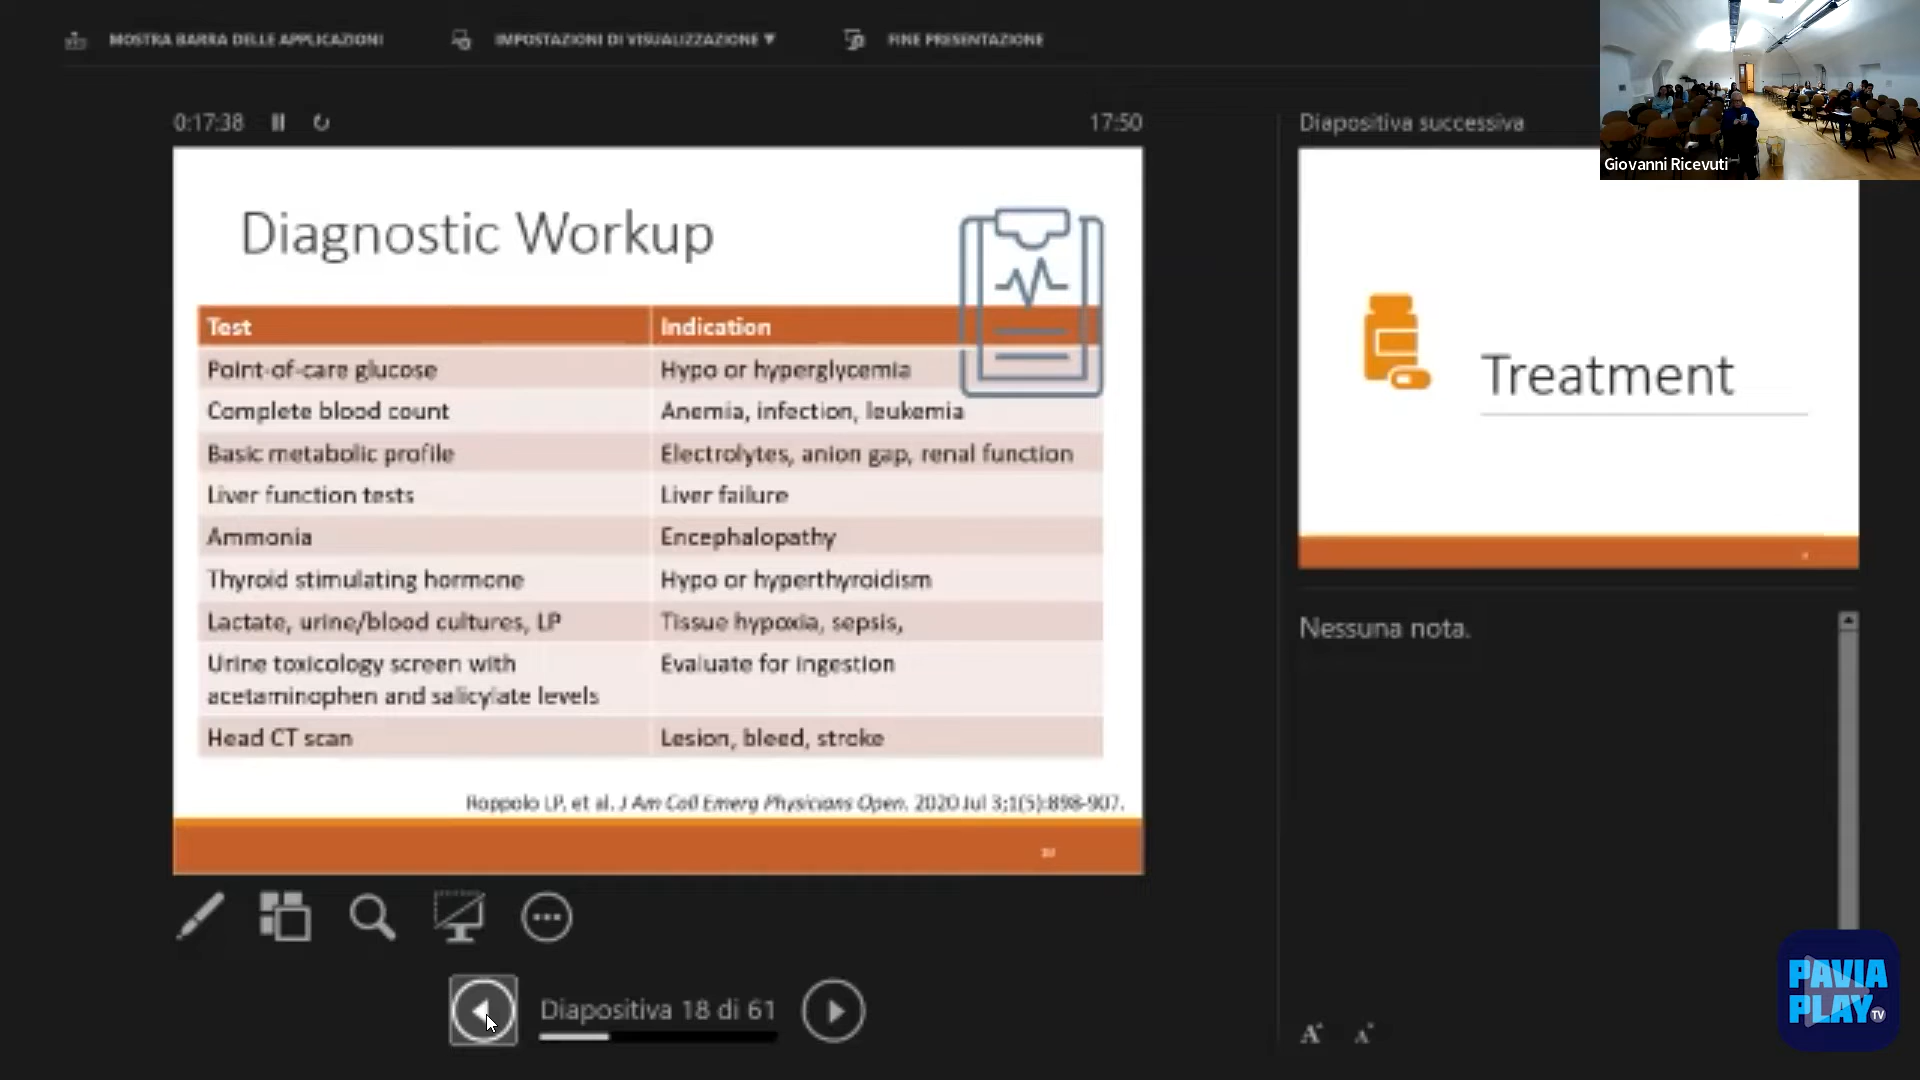 MOSTRA BARRA DELLE APPLICAZIONI
IMPOSTAZIONI DI VISUALIZZAZIONE ▼
FINE PRESENTAZIONE
0:17:38
17:50
Diapositiva successiva
Giovanni Ricevuti
Diagnostic Workup
Test Indication
Point-of-care glucose Hypo or hyperglycemia
Complete blood count Anemia, infection, leukemia
Basic metabolic profile Electrolytes, anion gap, renal function
Liver function tests Liver failure
Ammonia Encephalopathy
Thyroid stimulating hormone Hypo or hyperthyroidism
Lactate, urine/blood cultures, LP Tissue hypoxia, sepsis,
Urine toxicology screen with Evaluate for ingestion
acetaminophen and salicylate levels
Head CT scan Lesion, bleed, stroke
Roppolo LP, et al. J Am Coll Emerg Physicians Open. 2020 Jul 3;1(5):898-907.
Treatment
Nessuna nota.
Diapositiva 18 di 61
A A
PAVIA
PLAY TV